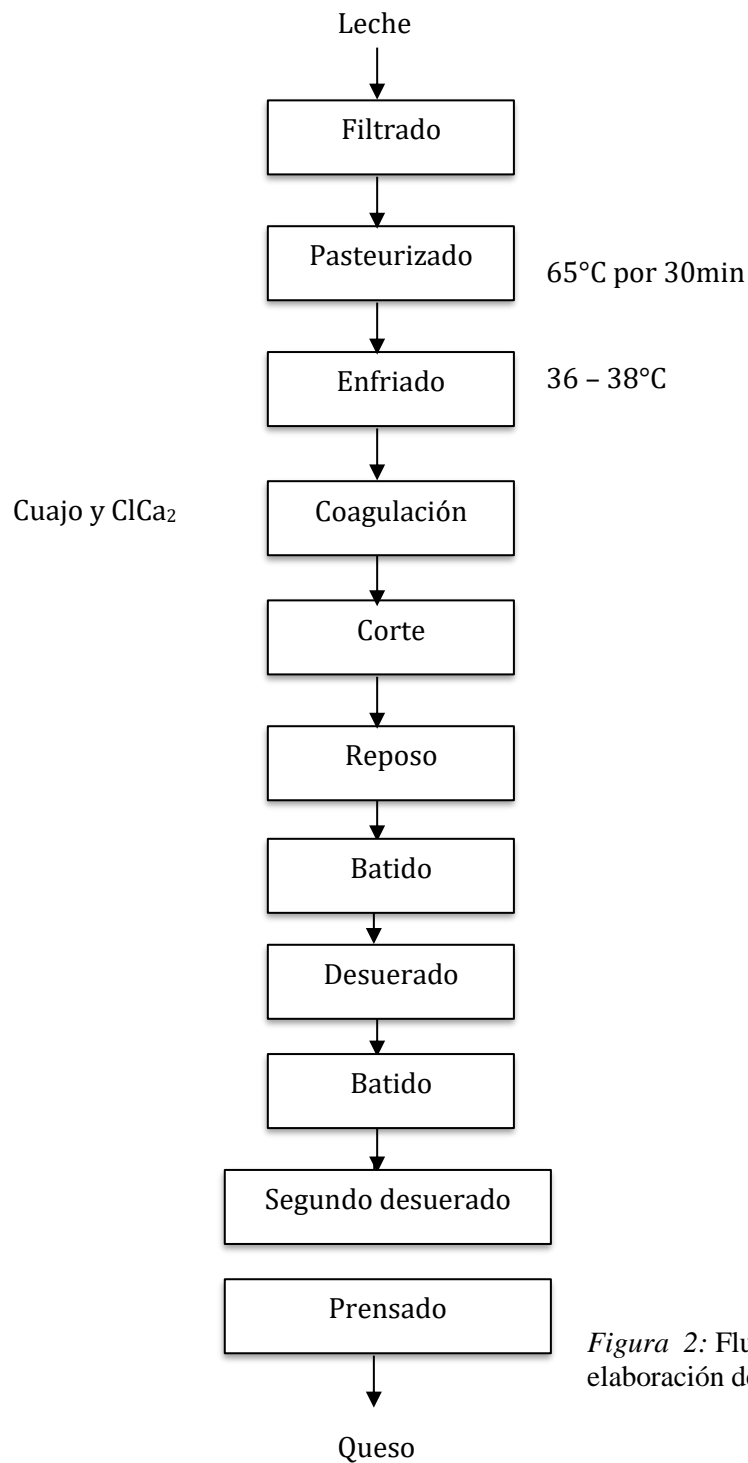 Leche
Filtrado
Pasteurizado
65°C por 30min
Enfriado
36 – 38°C
Cuajo y ClCa₂
Coagulación
Corte
Reposo
Batido
Desuerado
Batido
Segundo desuerado
Prensado
Figura 2: Flu
elaboración d
Queso